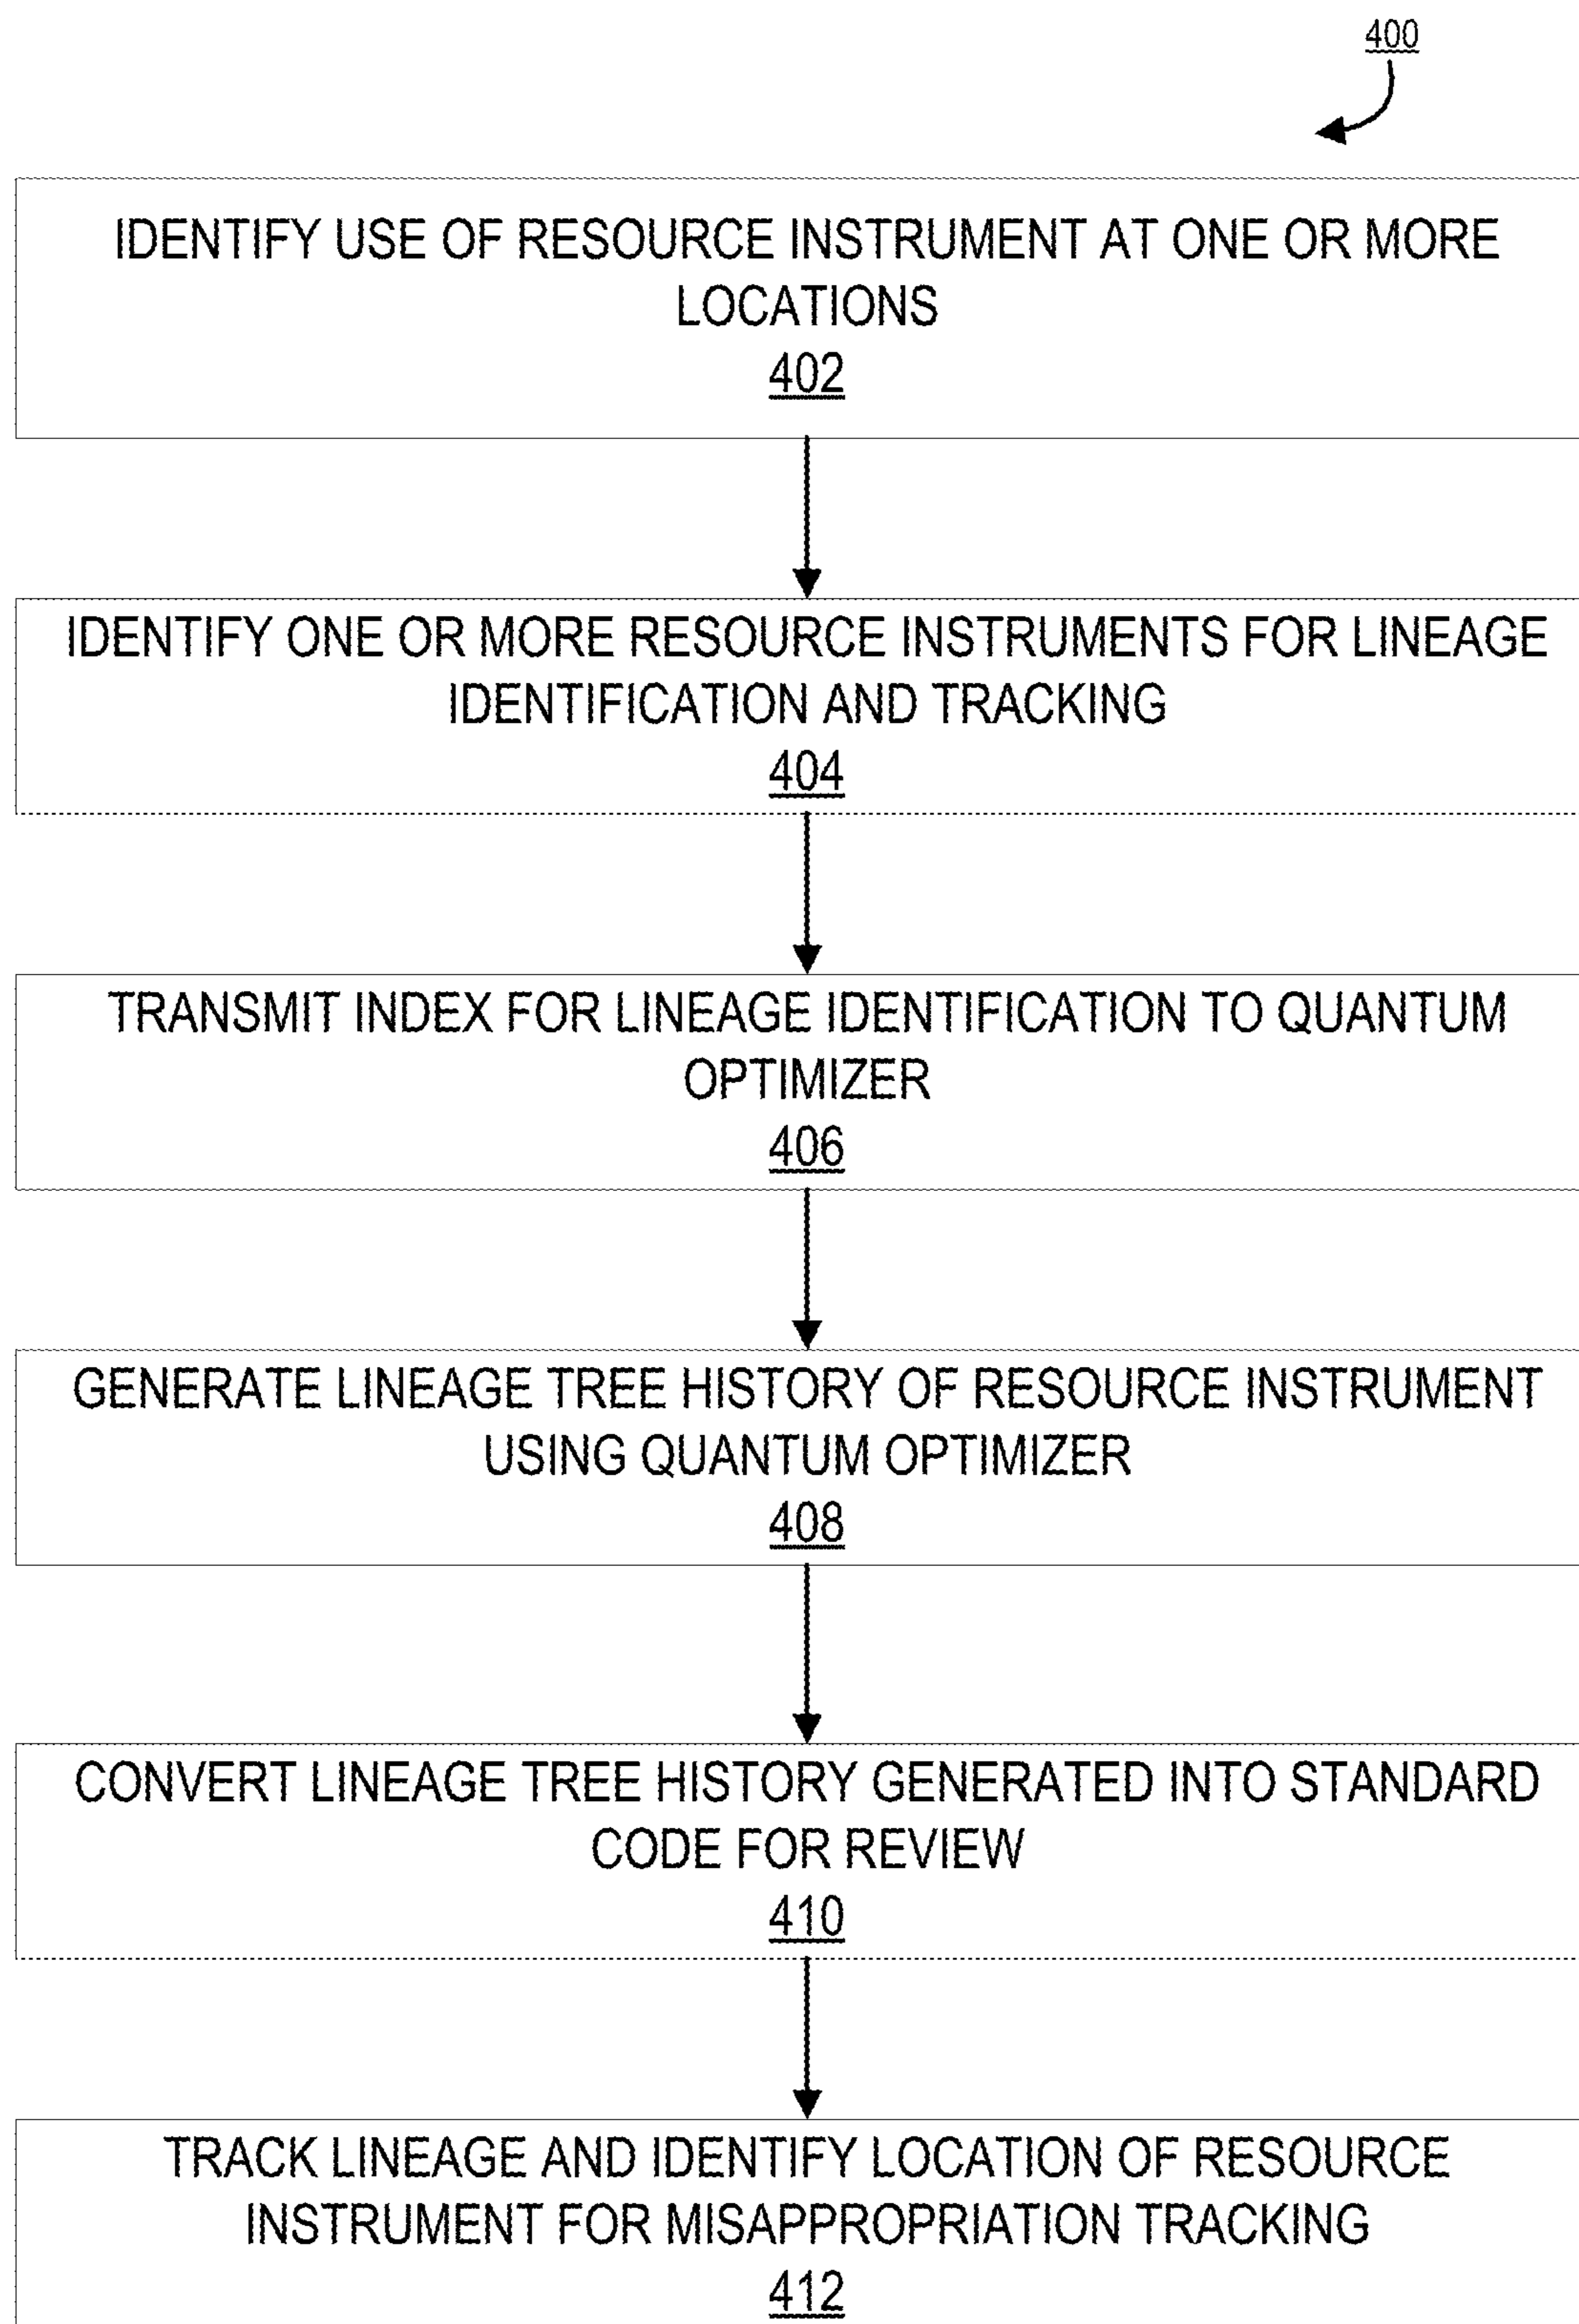 400
IDENTIFY USE OF RESOURCE INSTRUMENT AT ONE OR MORE
LOCATIONS
402
IDENTIFY ONE OR MORE RESOURCE INSTRUMENTS FOR LINEAGE
IDENTIFICATION AND TRACKING
404
TRANSMIT INDEX FOR LINEAGE IDENTIFICATION TO QUANTUM
OPTIMIZER
406
GENERATE LINEAGE TREE HISTORY OF RESOURCE INSTRUMENT
USING QUANTUM OPTIMIZER
408
CONVERT LINEAGE TREE HISTORY GENERATED INTO STANDARD
CODE FOR REVIEW
410
TRACK LINEAGE AND IDENTIFY LOCATION OF RESOURCE
INSTRUMENT FOR MISAPPROPRIATION TRACKING
412